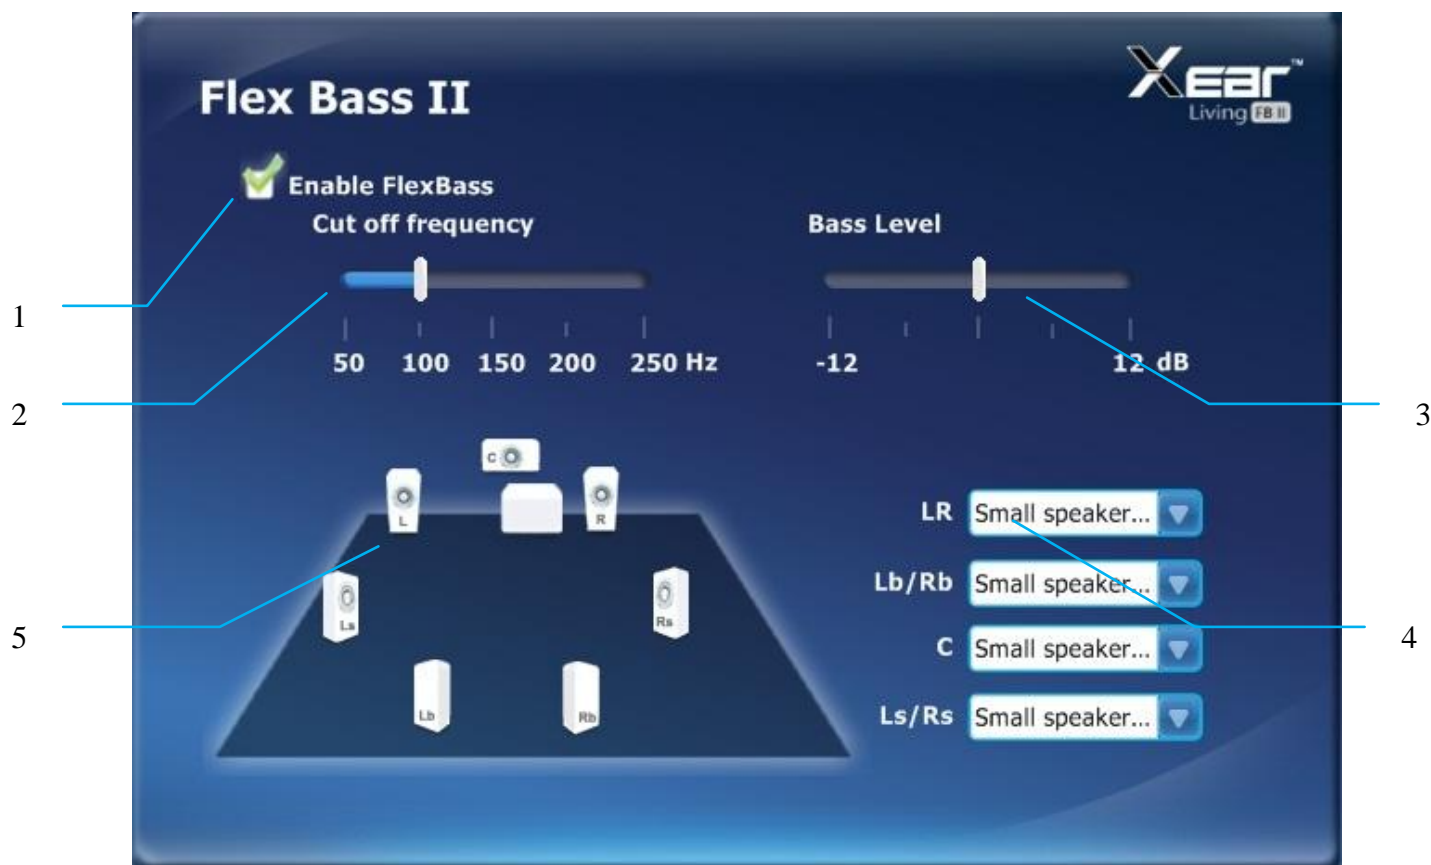 Xear™
Living FB II
Flex Bass II
Enable FlexBass
Cut off frequency
Bass Level
1
50 100 150 200 250 Hz
-12 12 dB
2
3
C
L
R
LR Small speaker...
Ls
Rs
Lb/Rb Small speaker...
5
4
C Small speaker...
Lb
Rb
Ls/Rs Small speaker...